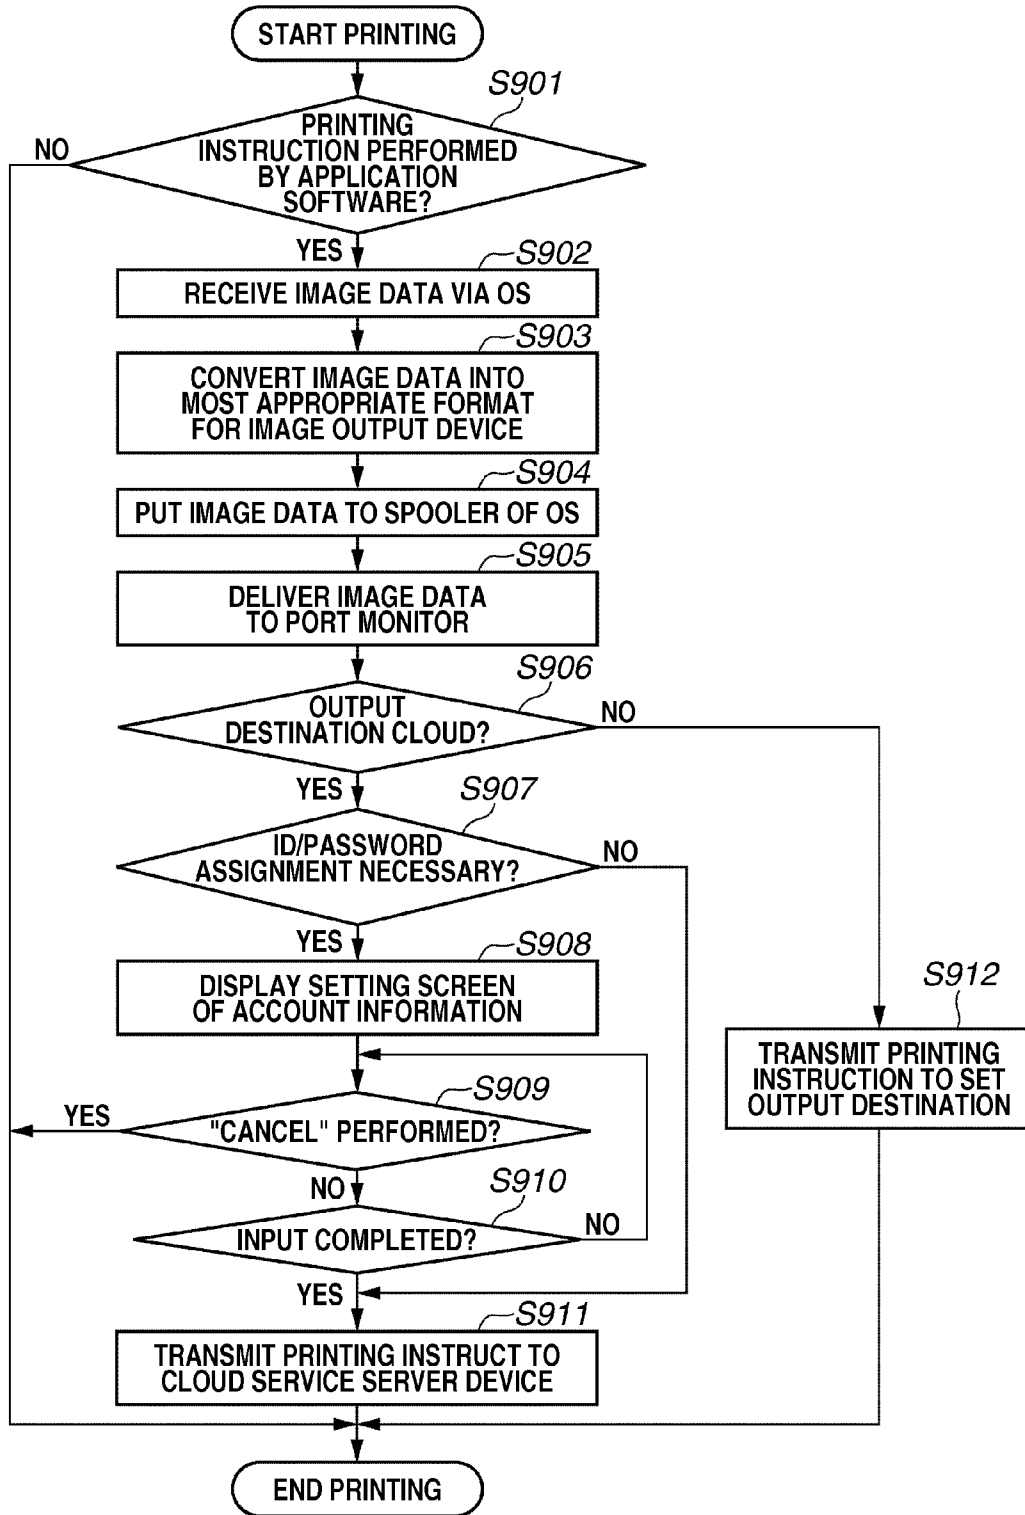 START PRINTING
S901
PRINTING
INSTRUCTION PERFORMED
BY APPLICATION
SOFTWARE?
NO
YES
S902
RECEIVE IMAGE DATA VIA OS
S903
CONVERT IMAGE DATA INTO
MOST APPROPRIATE FORMAT
FOR IMAGE OUTPUT DEVICE
S904
PUT IMAGE DATA TO SPOOLER OF OS
S905
DELIVER IMAGE DATA
TO PORT MONITOR
S906
OUTPUT
DESTINATION CLOUD?
NO
YES
S907
ID/PASSWORD
ASSIGNMENT NECESSARY?
NO
YES
S908
DISPLAY SETTING SCREEN
OF ACCOUNT INFORMATION
S912
TRANSMIT PRINTING
INSTRUCTION TO SET
OUTPUT DESTINATION
S909
YES
"CANCEL" PERFORMED?
NO
S910
INPUT COMPLETED?
NO
YES
S911
TRANSMIT PRINTING INSTRUCT TO
CLOUD SERVICE SERVER DEVICE
END PRINTING